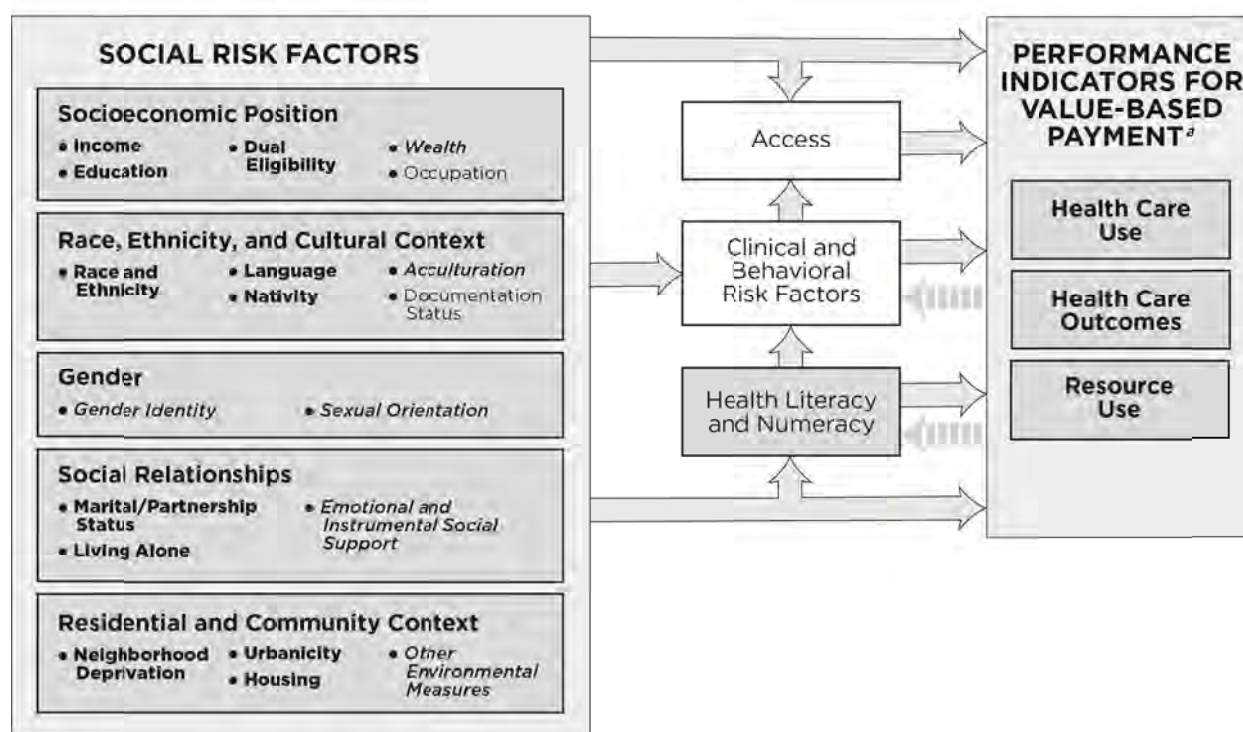 SOCIAL RISK FACTORS
Socioeconomic Position
• Income
• Education
• Dual
Eligibility
• Wealth
• Occupation
Race, Ethnicity, and Cultural Context
• Race and
Ethnicity
• Language
• Nativity
• Acculturation
• Documentation
Status
Gender
• Gender Identity
• Sexual Orientation
Social Relationships
• Marital/Partnership
Status
• Living Alone
• Emotional and
Instrumental Social
Support
Residential and Community Context
• Neighborhood
Deprivation
• Urbanicity
• Housing
• Other
Environmental
Measures
Access
Clinical and
Behavioral
Risk Factors
Health Literacy
and Numeracy
PERFORMANCE
INDICATORS FOR
VALUE-BASED
PAYMENTa
Health Care
Use
Health Care
Outcomes
Resource
Use